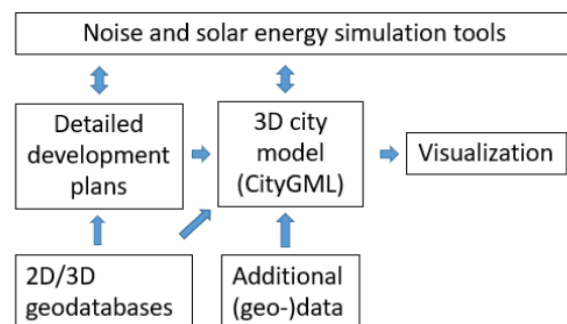 Noise and solar energy simulation tools
Detailed
development
plans
3D city
model
(CityGML)
Visualization
2D/3D
geodatabases
Additional
(geo-)data